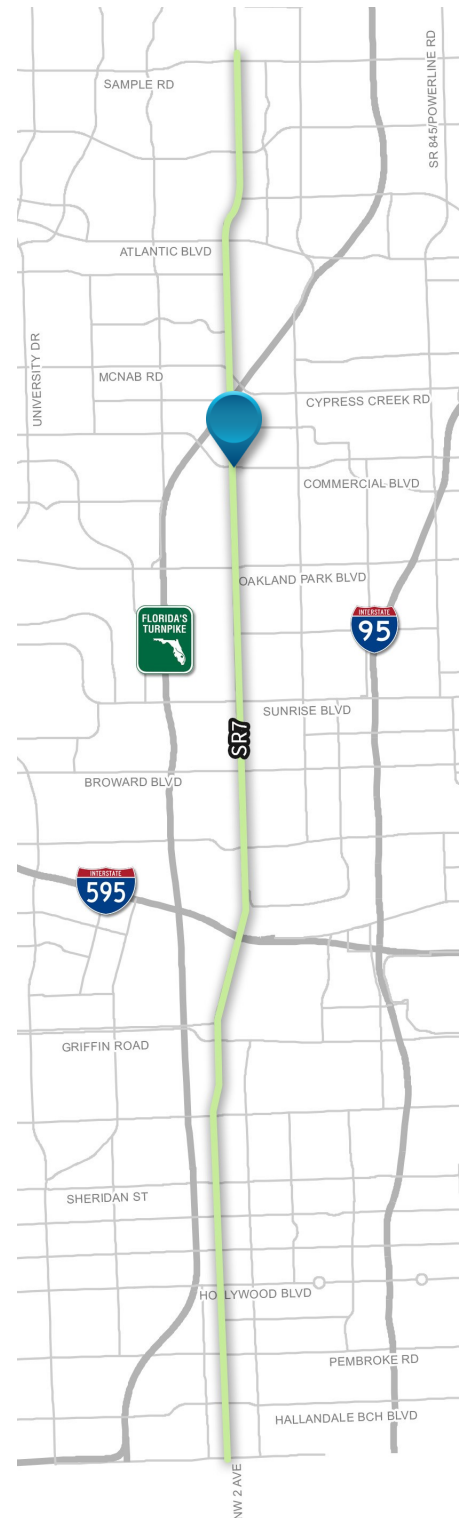 SAMPLE RD
SR 845/POWERLINE RD
ATLANTIC BLVD
UNIVERSITY DR
MCNAB RD
CYPRESS CREEK RD
COMMERCIAL BLVD
OAKLAND PARK BLVD
FLORIDA'S
TURNPIKE
INTERSTATE
95
SUNRISE BLVD
SR7
BROWARD BLVD
INTERSTATE
595
GRIFFIN ROAD
SHERIDAN ST
HOLLYWOOD BLVD
PEMBROKE RD
HALLANDALE BCH BLVD
NW 2 AVE